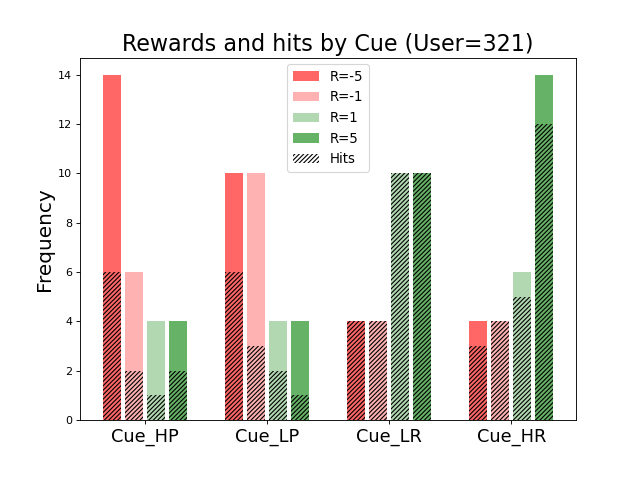 Rewards and hits by Cue (User=321)
R=-5
R=-1
R=1
R=5
Hits
Frequency
14
12
10
8
6
4
2
0
Cue_HP
Cue_LP
Cue_LR
Cue_HR